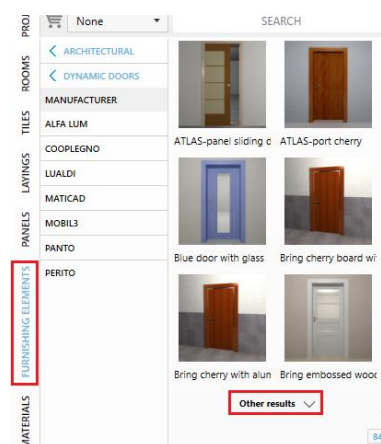 PROJ
None
SEARCH
ROOMS
TILES
LAYINGS
PANELS
FURNISHING ELEMENTS
MATERIALS
ARCHITECTURAL
DYNAMIC DOORS
MANUFACTURER
ALFA LUM
COOPLEGNO
LUALDI
MATICAD
MOBIL3
PANTO
PERITO
ATLAS-panel sliding d
ATLAS-port cherry
Blue door with glass
Bring cherry board wi
Bring cherry with alun
Bring embossed wood
Other results
84